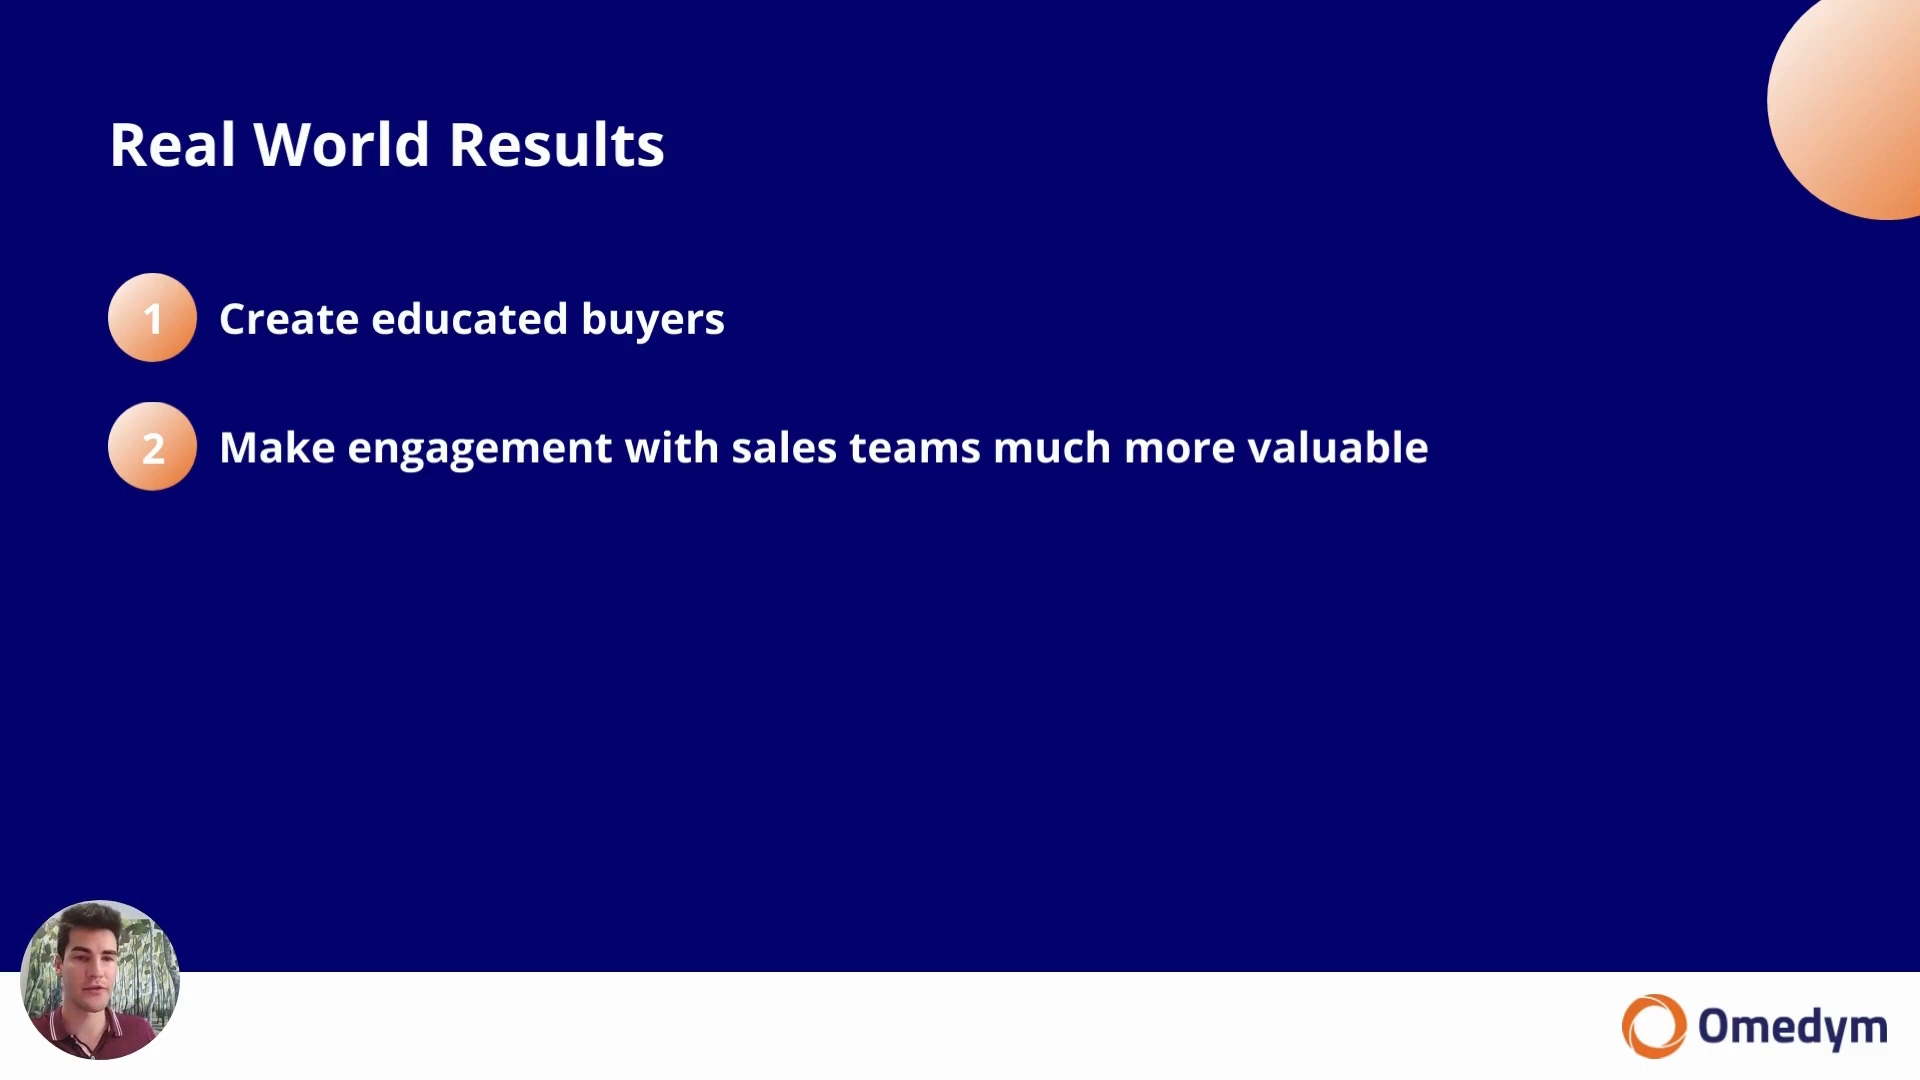 Real World Results
1 Create educated buyers
2 Make engagement with sales teams much more valuable
Omedym